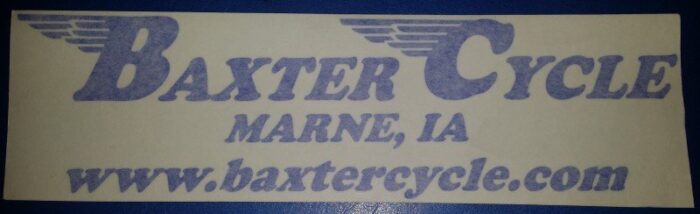 BAXTER CYCLE
MARNE, IA
www.baxtercycle.com